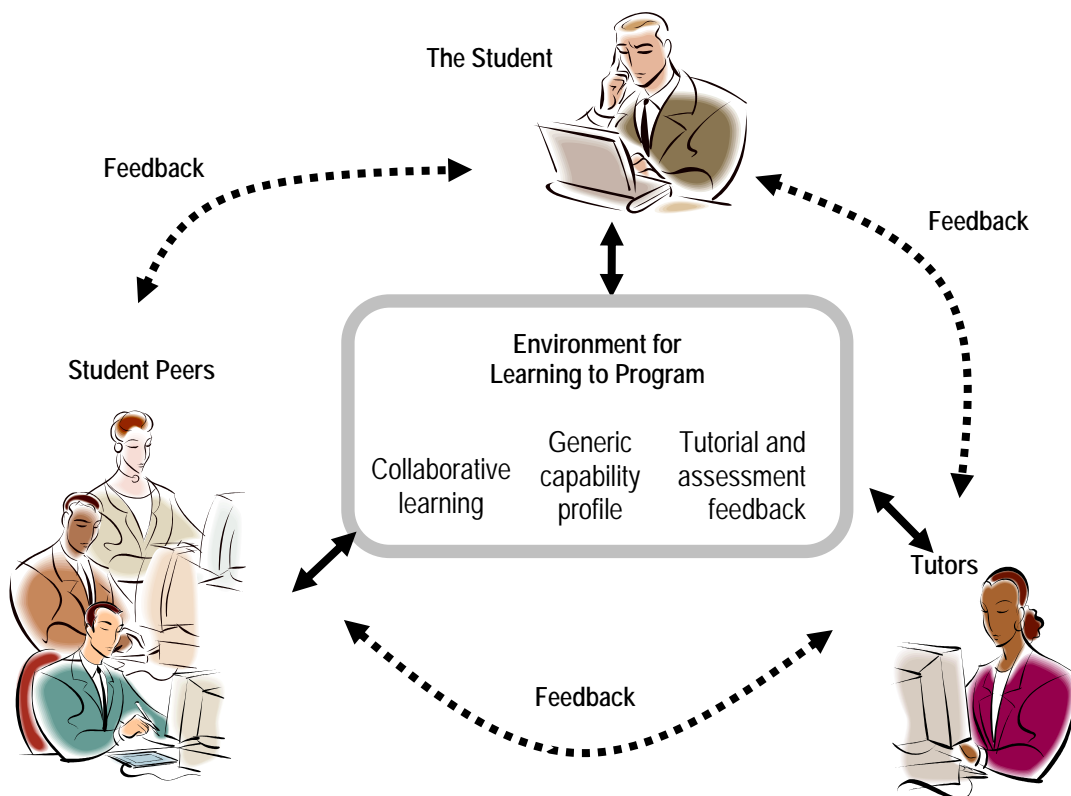 The Student
Feedback
Feedback
Environment for
Learning to Program
Student Peers
Collaborative
learning
Generic
capability
profile
Tutorial and
assessment
feedback
Tutors
Feedback